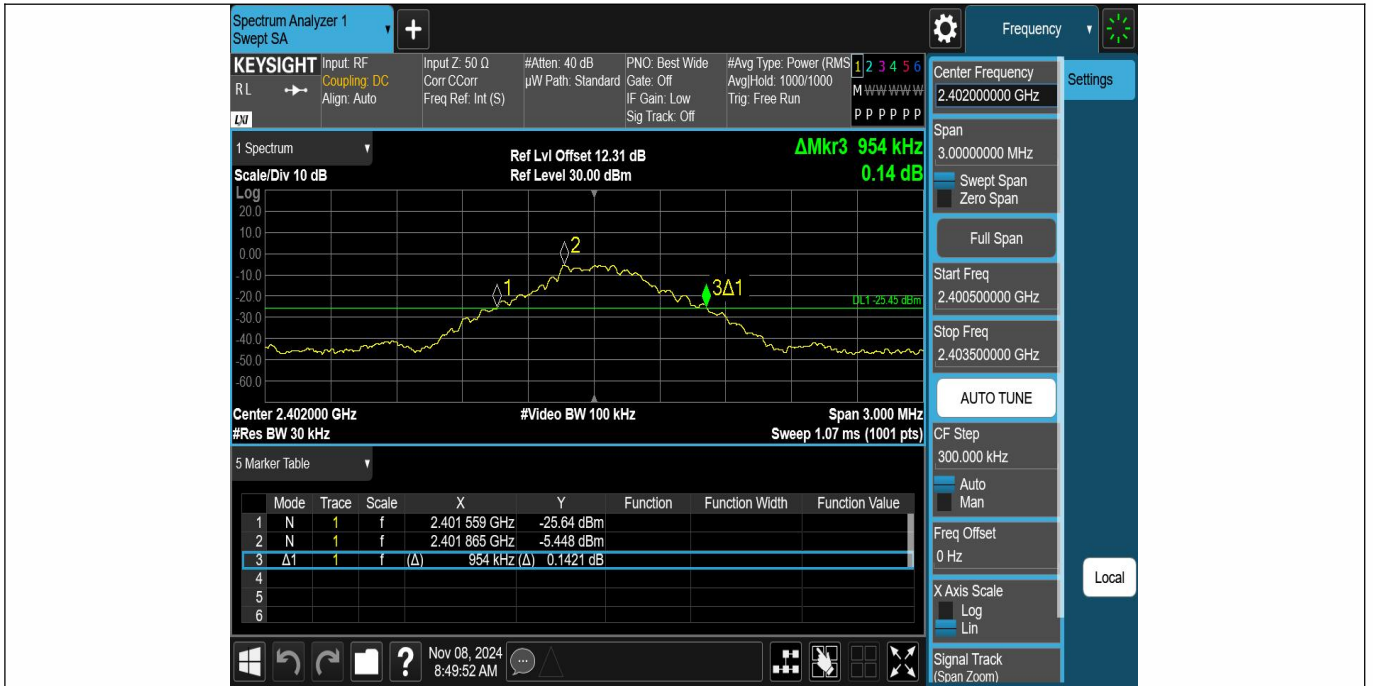 Spectrum Analyzer 1
Swept SA
+
Frequency
KEYSIGHT
RL
LXI
Input: RF
Coupling: DC
Align: Auto
Input Z: 50 Ω
Corr CCorr
Freq Ref: Int (S)
#Atten: 40 dB
µW Path: Standard
PNO: Best Wide
Gate: Off
IF Gain: Low
Sig Track: Off
#Avg Type: Power (RMS
Avg|Hold: 1000/1000
Trig: Free Run
1 2 3 4 5 6
M W W W W W
P P P P P P
1 Spectrum
Scale/Div 10 dB
Ref Lvl Offset 12.31 dB
Ref Level 30.00 dBm
ΔMkr3 954 kHz
0.14 dB
Log
20.0
10.0
0.00
-10.0
-20.0
-30.0
-40.0
-50.0
-60.0
2
1
3Δ1
DL1 -25.45 dBm
Center 2.402000 GHz
#Video BW 100 kHz
Span 3.000 MHz
#Res BW 30 kHz
Sweep 1.07 ms (1001 pts)
5 Marker Table
Mode Trace Scale X Y Function Function Width Function Value
1 N 1 f 2.401 559 GHz -25.64 dBm
2 N 1 f 2.401 865 GHz -5.448 dBm
3 Δ1 1 f (Δ) 954 kHz (Δ) 0.1421 dB
4
5
6
Center Frequency
2.402000000 GHz
Settings
Span
3.00000000 MHz
Swept Span
Zero Span
Full Span
Start Freq
2.400500000 GHz
Stop Freq
2.403500000 GHz
AUTO TUNE
CF Step
300.000 kHz
Auto
Man
Freq Offset
0 Hz
X Axis Scale
Log
Lin
Signal Track
(Span Zoom)
Local
?
Nov 08, 2024
8:49:52 AM